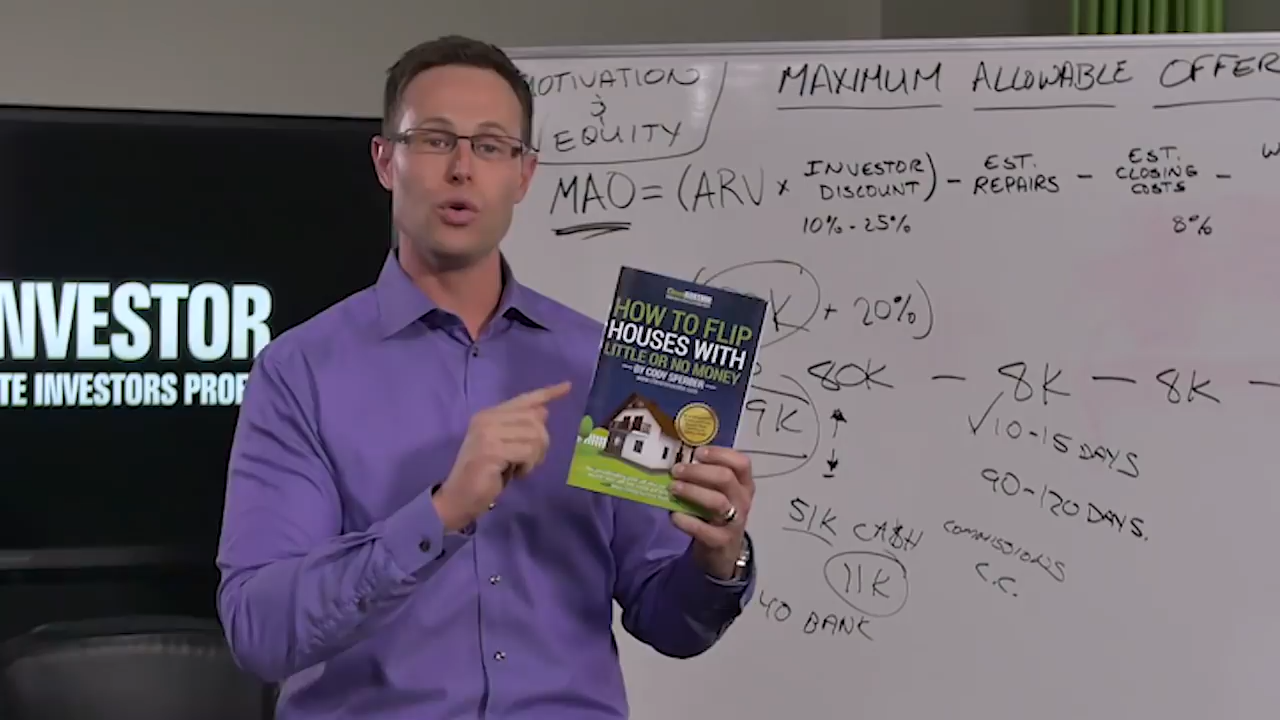 NVESTOR
TE INVESTORS PROF
MOTIVATION
&
EQUITY
MAXIMUM ALLOWABLE OFFER
MAO = (ARV x INVESTOR DISCOUNT) - EST. REPAIRS - EST. CLOSING COSTS -
10% - 25%
8%
K + 20%)
80K - 8K - 8K -
9K
✓10-15 DAYS
90-120 DAYS.
51K CA$H
COMMISSIONS
C.C.
11K
40 BANK
HOW TO FLIP
HOUSES WITH
LITTLE OR NO MONEY
BY CODY SPERBER